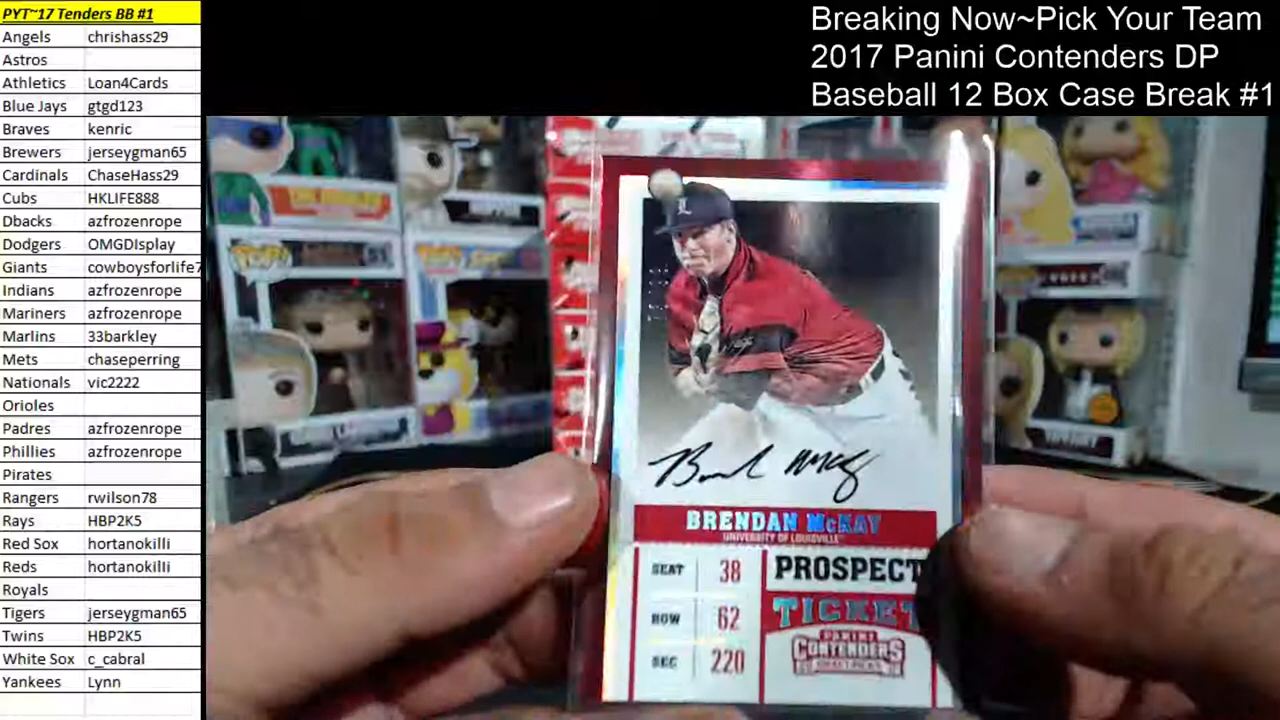 PYT~17 Tenders BB #1
Angels chrishass29
Astros
Athletics Loan4Cards
Blue Jays gtgd123
Braves kenric
Brewers jerseygman65
Cardinals ChaseHass29
Cubs HKLIFE888
Dbacks azfrozenrope
Dodgers OMGDIsplay
Giants cowboysforlife7
Indians azfrozenrope
Mariners azfrozenrope
Marlins 33barkley
Mets chaseperring
Nationals vic2222
Orioles
Padres azfrozenrope
Phillies azfrozenrope
Pirates
Rangers rwilson78
Rays HBP2K5
Red Sox hortanokilli
Reds hortanokilli
Royals
Tigers jerseygman65
Twins HBP2K5
White Sox c_cabral
Yankees Lynn
Breaking Now~Pick Your Team
2017 Panini Contenders DP
Baseball 12 Box Case Break #1
L
BRENDAN McKAY
UNIVERSITY OF LOUISVILLE
SEAT 38
ROW 62
SEC 220
PROSPECT
TICKET
PANINI
CONTENDERS
DRAFT PICKS